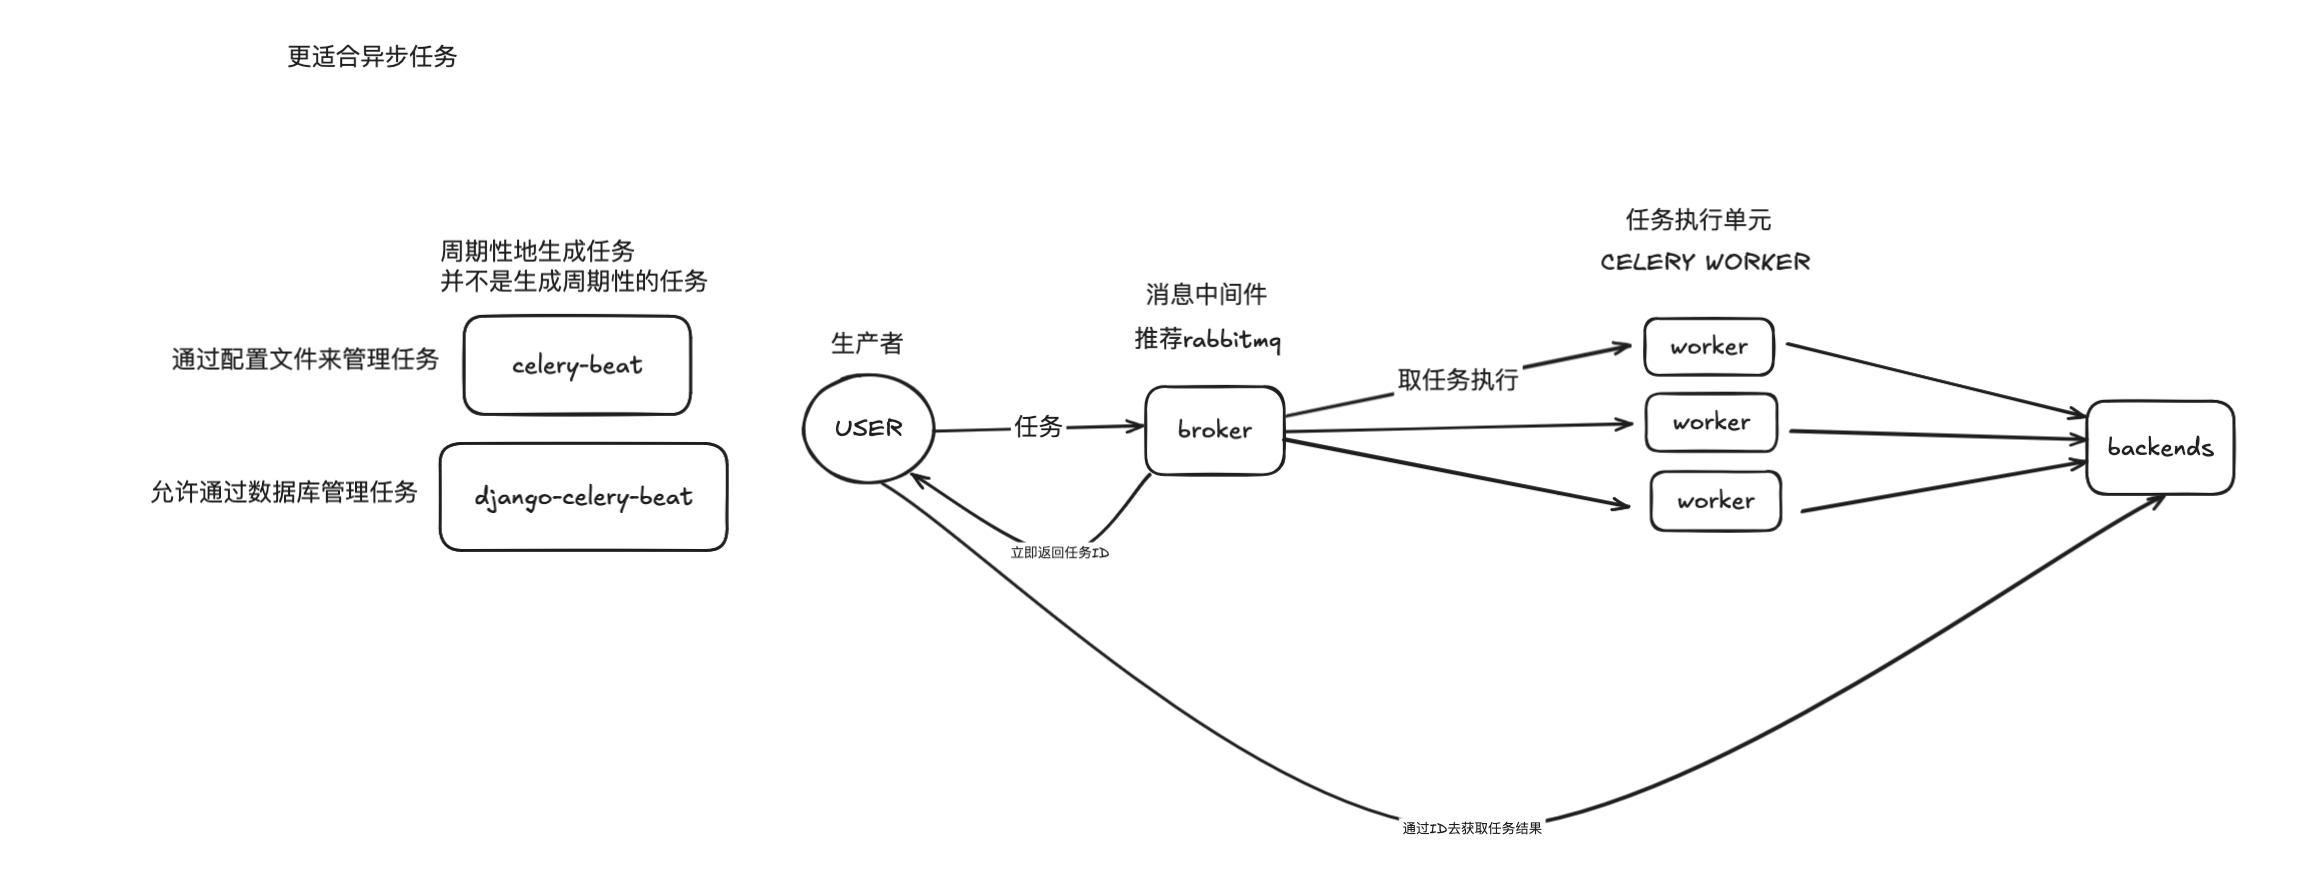 更适合异步任务
周期性地生成任务
并不是生成周期性的任务
通过配置文件来管理任务
celery-beat
允许通过数据库管理任务
django-celery-beat
生产者
USER
任务
消息中间件
推荐rabbitmq
broker
立即返回任务ID
取任务执行
任务执行单元
CELERY WORKER
worker
worker
worker
backends
通过ID去获取任务结果